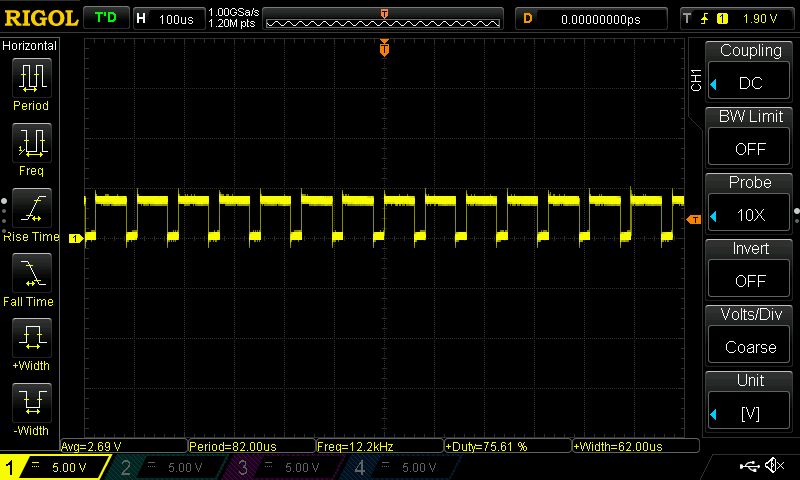 RIGOL T'D H 100us 1.00GSa/s 1.20M pts T D 0.00000000ps T 1 1.90 V
Horizontal
Period
Freq
Rise Time
Fall Time
+Width
-Width
T
1
T
CH1
Coupling
DC
BW Limit
OFF
Probe
10X
Invert
OFF
Volts/Div
Coarse
Unit
[V]
Avg=2.69 V Period=82.00us Freq=12.2kHz +Duty=75.61 % +Width=62.00us
1 5.00 V 2 5.00 V 3 5.00 V 4 5.00 V